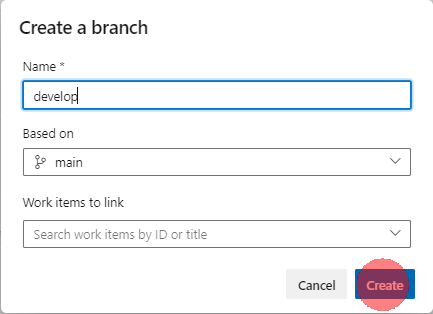 Create a branch
Name *
develop
Based on
main
Work items to link
Search work items by ID or title
Cancel
Create